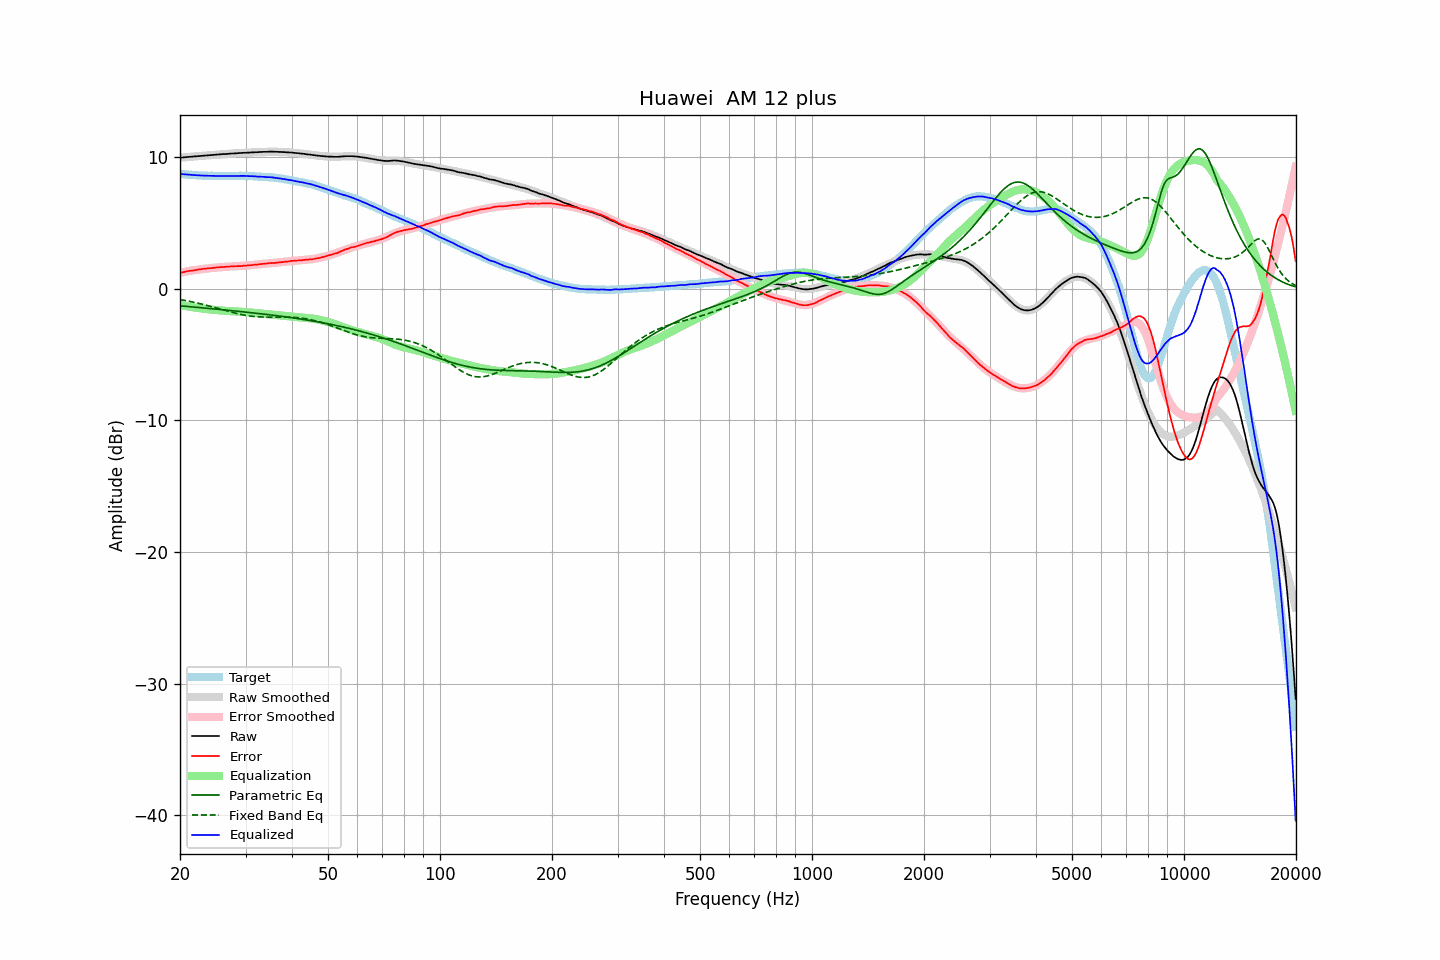 Huawei  AM 12 plus
10
0
−10
−20
−30
−40
Amplitude (dBr)
Target
Raw Smoothed
Error Smoothed
Raw
Error
Equalization
Parametric Eq
Fixed Band Eq
Equalized
20 50 100 200 500 1000 2000 5000 10000 20000
Frequency (Hz)